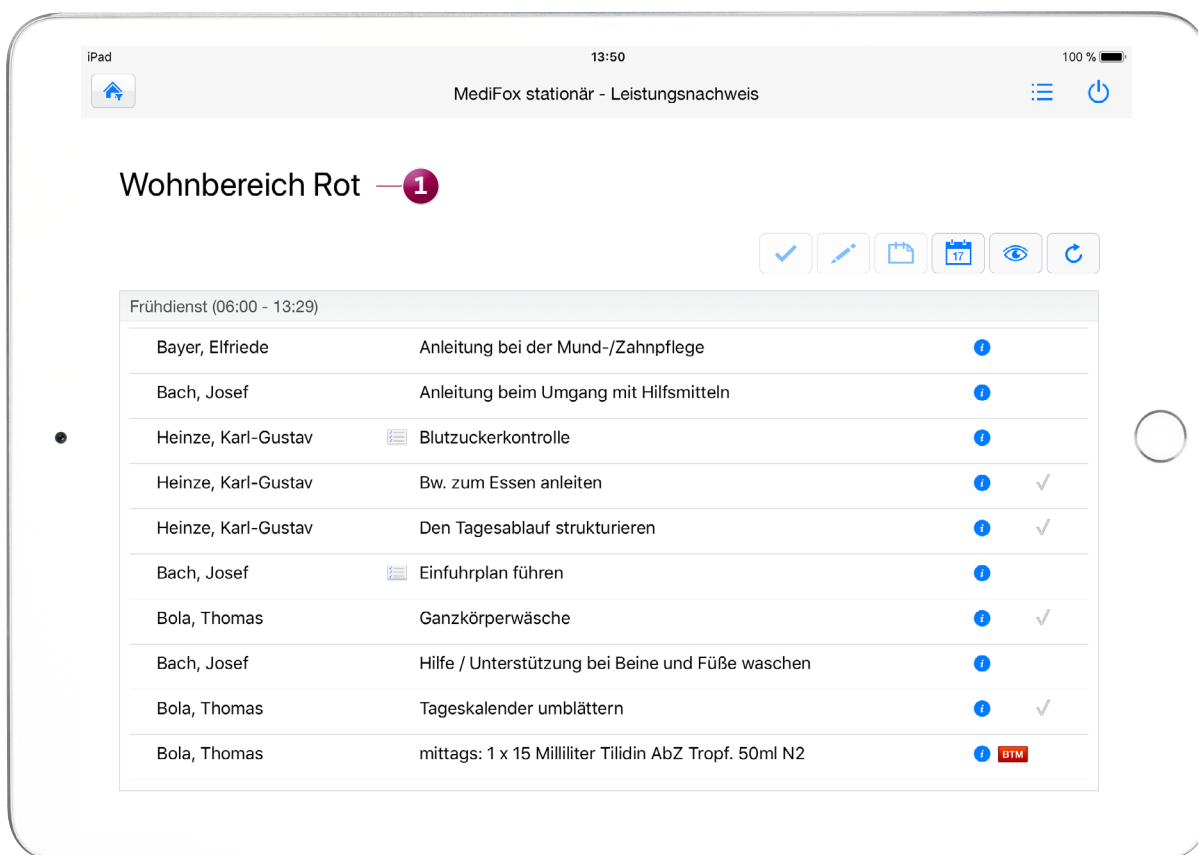 iPad 13:50 100 %
MediFox stationär - Leistungsnachweis
Wohnbereich Rot 1
17
Frühdienst (06:00 - 13:29)
Bayer, Elfriede Anleitung bei der Mund-/Zahnpflege i
Bach, Josef Anleitung beim Umgang mit Hilfsmitteln i
Heinze, Karl-Gustav Blutzuckerkontrolle i
Heinze, Karl-Gustav Bw. zum Essen anleiten i
Heinze, Karl-Gustav Den Tagesablauf strukturieren i
Bach, Josef Einfuhrplan führen i
Bola, Thomas Ganzkörperwäsche i
Bach, Josef Hilfe / Unterstützung bei Beine und Füße waschen i
Bola, Thomas Tageskalender umblättern i
Bola, Thomas mittags: 1 x 15 Milliliter Tilidin AbZ Tropf. 50ml N2 i BTM